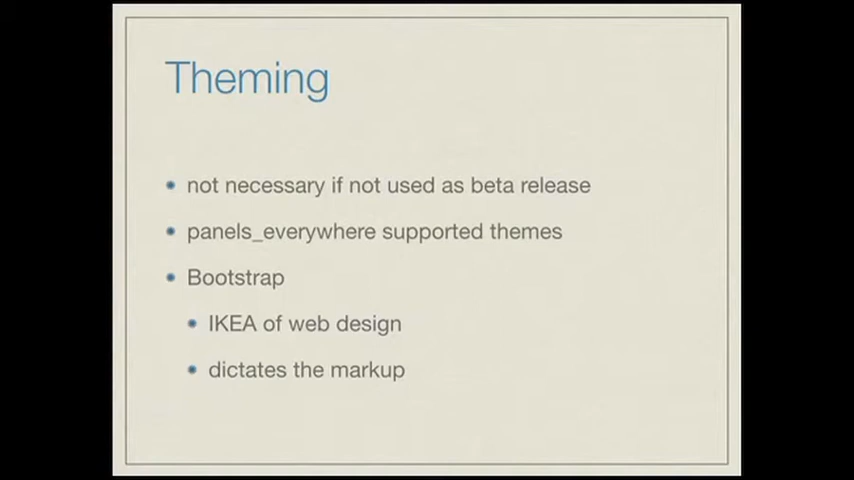 Theming
not necessary if not used as beta release
panels_everywhere supported themes
Bootstrap
IKEA of web design
dictates the markup